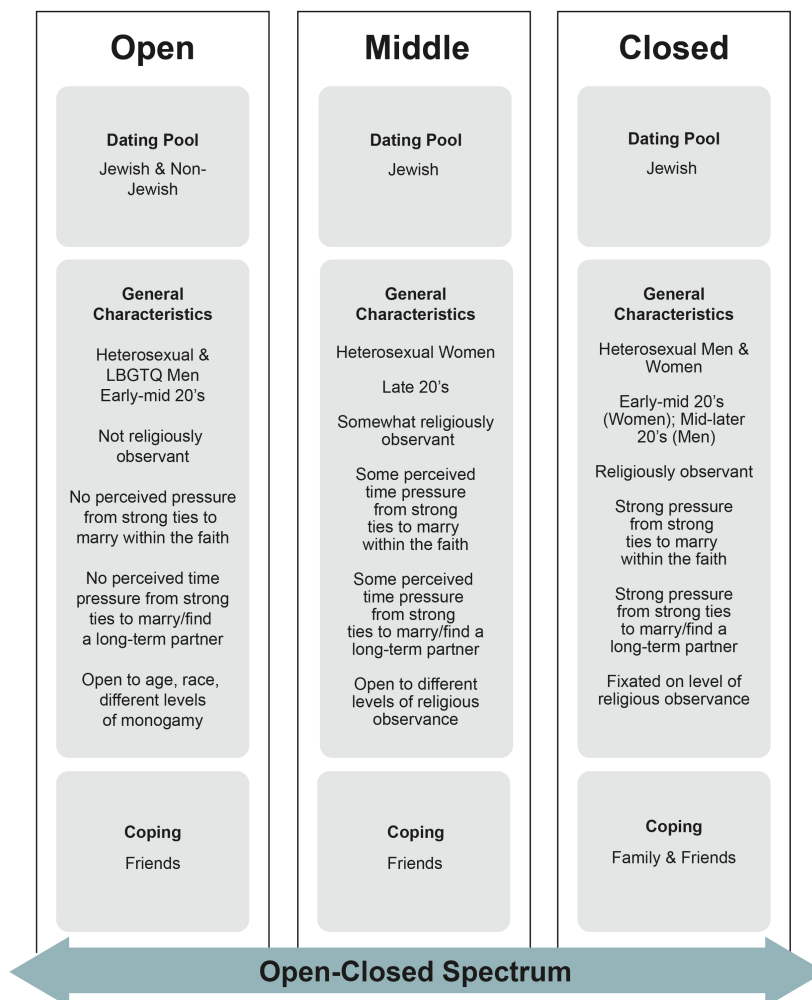 Open
Dating Pool
Jewish & Non-
Jewish
General
Characteristics
Heterosexual &
LBGTQ Men
Early-mid 20's
Not religiously
observant
No perceived pressure
from strong ties to
marry within the faith
No perceived time
pressure from strong
ties to marry/find
a long-term partner
Open to age, race,
different levels
of monogamy
Coping
Friends
Middle
Dating Pool
Jewish
General
Characteristics
Heterosexual Women
Late 20's
Somewhat religiously
observant
Some perceived
time pressure
from strong
ties to marry
within the faith
Some perceived
time pressure
from strong
ties to marry/find a
long-term partner
Open to different
levels of religious
observance
Coping
Friends
Closed
Dating Pool
Jewish
General
Characteristics
Heterosexual Men &
Women
Early-mid 20's
(Women); Mid-later
20's (Men)
Religiously observant
Strong pressure
from strong
ties to marry
within the faith
Strong pressure
from strong ties
to marry/find a
long-term partner
Fixated on level of
religious observance
Coping
Family & Friends
Open-Closed Spectrum